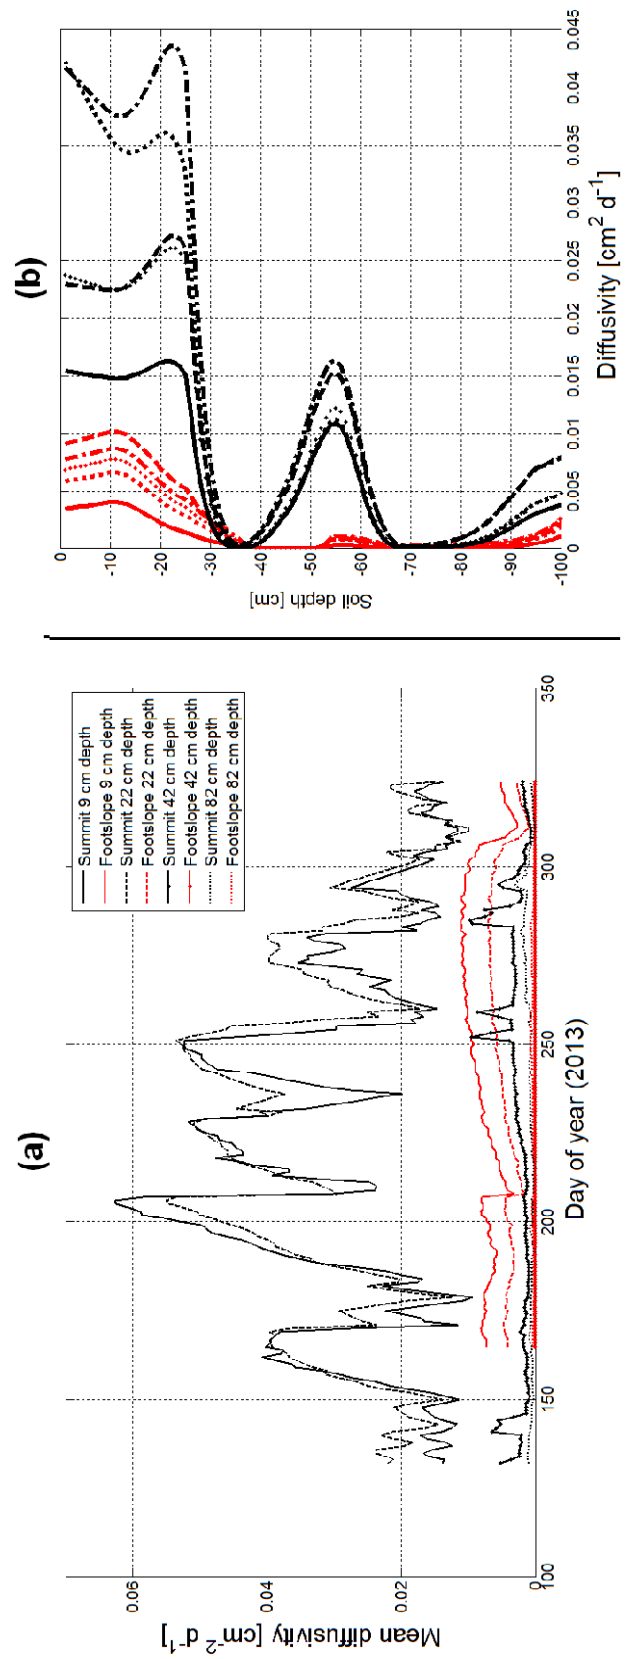 (a)
Mean diffusivity [cm⁻² d⁻¹]
0.06
0.04
0.02
0
100
150
200
250
300
350
Day of year (2013)
Summit 9 cm depth
Footslope 9 cm depth
Summit 22 cm depth
Footslope 22 cm depth
Summit 42 cm depth
Footslope 42 cm depth
Summit 82 cm depth
Footslope 82 cm depth
(b)
Soil depth [cm]
0
-10
-20
-30
-40
-50
-60
-70
-80
-90
-100
0
0.005
0.01
0.015
0.02
0.025
0.03
0.035
0.04
0.045
Diffusivity [cm² d⁻¹]